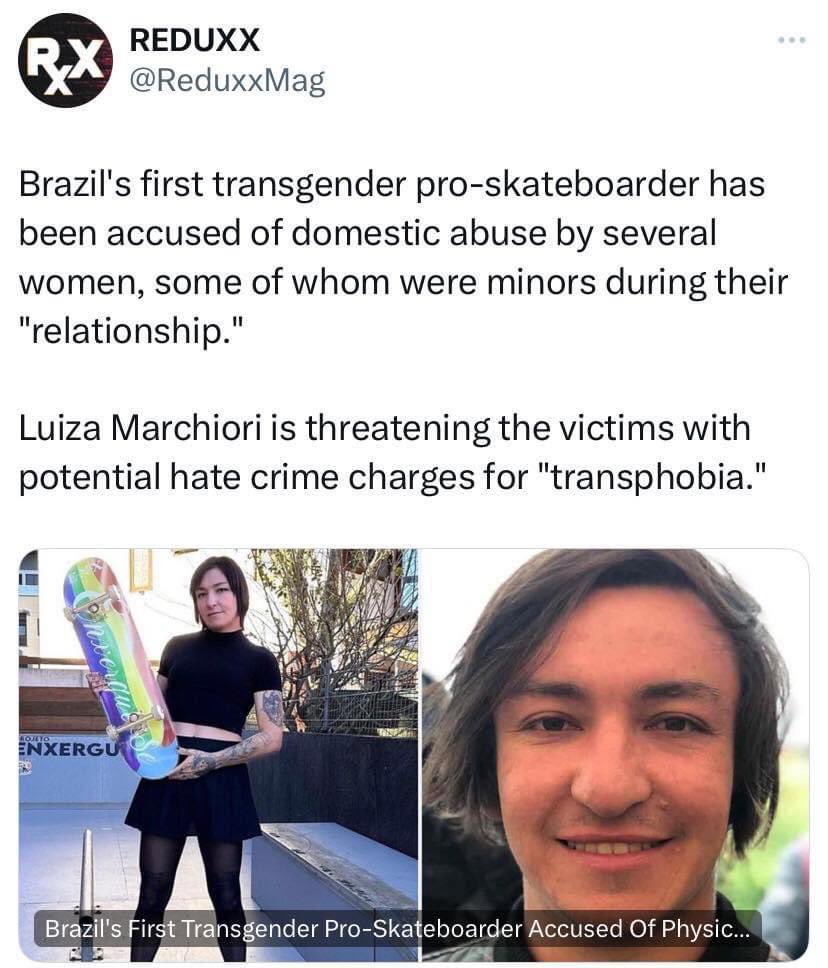 RXX
REDUXX
@ReduxxMag
Brazil's first transgender pro-skateboarder has
been accused of domestic abuse by several
women, some of whom were minors during their
"relationship."
Luiza Marchiori is threatening the victims with
potential hate crime charges for "transphobia."
ENXERGU
Brazil's First Transgender Pro-Skateboarder Accused Of Physic...